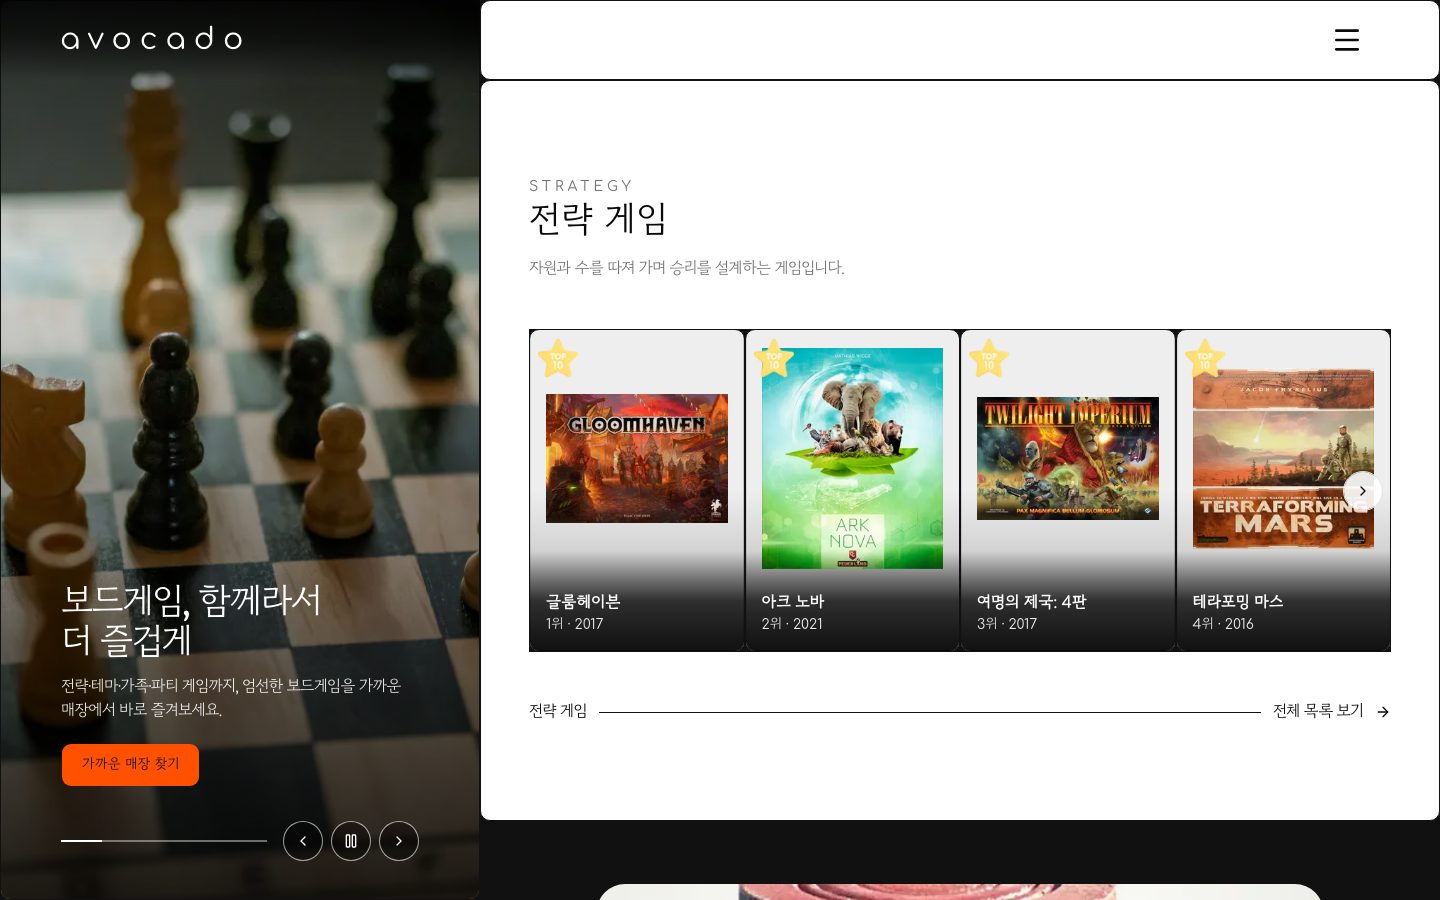 avocado
보드게임, 함께라서
더 즐겁게
전략·테마·가족·파티 게임까지, 엄선한 보드게임을 가까운
매장에서 바로 즐겨보세요.
가까운 매장 찾기
STRATEGY
전략 게임
자원과 수를 따져 가며 승리를 설계하는 게임입니다.
TOP
10
GLOOMHAVEN
글룸헤이븐
1위 · 2017
TOP
10
ARK
NOVA
아크 노바
2위 · 2021
TOP
10
TWILIGHT IMPERIUM
PAX MAGNIFICA BELLUM GLORIOSUM
여명의 제국: 4판
3위 · 2017
TOP
10
JACOB FRYXELIUS
TERRAFORMING
MARS
테라포밍 마스
4위 · 2016
전략 게임
전체 목록 보기